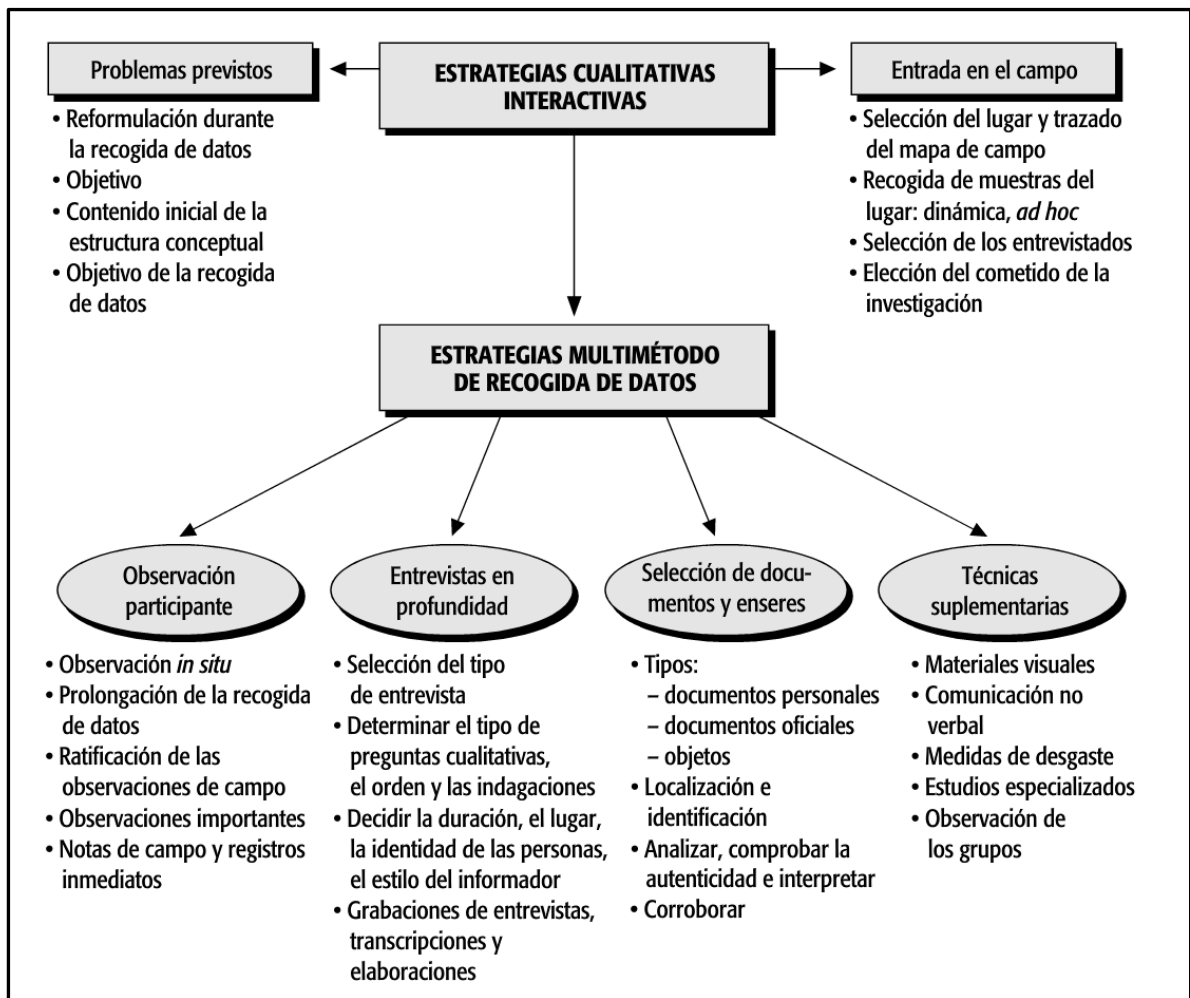 Problemas previstos
• Reformulación durante
la recogida de datos
• Objetivo
• Contenido inicial de la
estructura conceptual
• Objetivo de la recogida
de datos
ESTRATEGIAS CUALITATIVAS
INTERACTIVAS
Entrada en el campo
• Selección del lugar y trazado
del mapa de campo
• Recogida de muestras del
lugar: dinámica, ad hoc
• Selección de los entrevistados
• Elección del cometido de la
investigación
ESTRATEGIAS MULTIMÉTODO
DE RECOGIDA DE DATOS
Observación
participante
• Observación in situ
• Prolongación de la recogida
de datos
• Ratificación de las
observaciones de campo
• Observaciones importantes
• Notas de campo y registros
inmediatos
Entrevistas en
profundidad
• Selección del tipo
de entrevista
• Determinar el tipo de
preguntas cualitativas,
el orden y las indagaciones
• Decidir la duración, el lugar,
la identidad de las personas,
el estilo del informador
• Grabaciones de entrevistas,
transcripciones y
elaboraciones
Selección de docu-
mentos y enseres
• Tipos:
– documentos personales
– documentos oficiales
– objetos
• Localización e
identificación
• Analizar, comprobar la
autenticidad e interpretar
• Corroborar
Técnicas
suplementarias
• Materiales visuales
• Comunicación no
verbal
• Medidas de desgaste
• Estudios especializados
• Observación de
los grupos